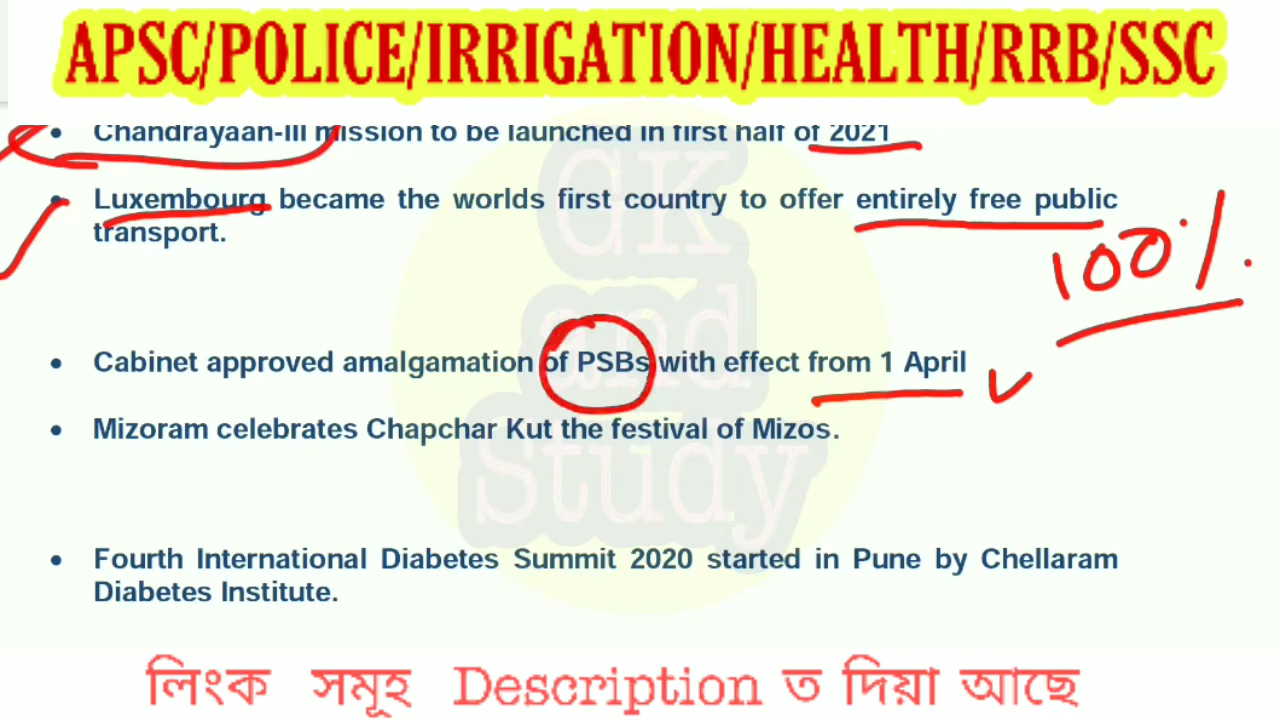 APSC/POLICE/IRRIGATION/HEALTH/RRB/SSC
• Chandrayaan-III mission to be launched in first half of 2021
• Luxembourg became the worlds first country to offer entirely free public
transport.
100%
• Cabinet approved amalgamation of PSBs with effect from 1 April
• Mizoram celebrates Chapchar Kut the festival of Mizos.
• Fourth International Diabetes Summit 2020 started in Pune by Chellaram
Diabetes Institute.
GK
and
Study
লিংক সমূহ Description ত দিয়া আছে